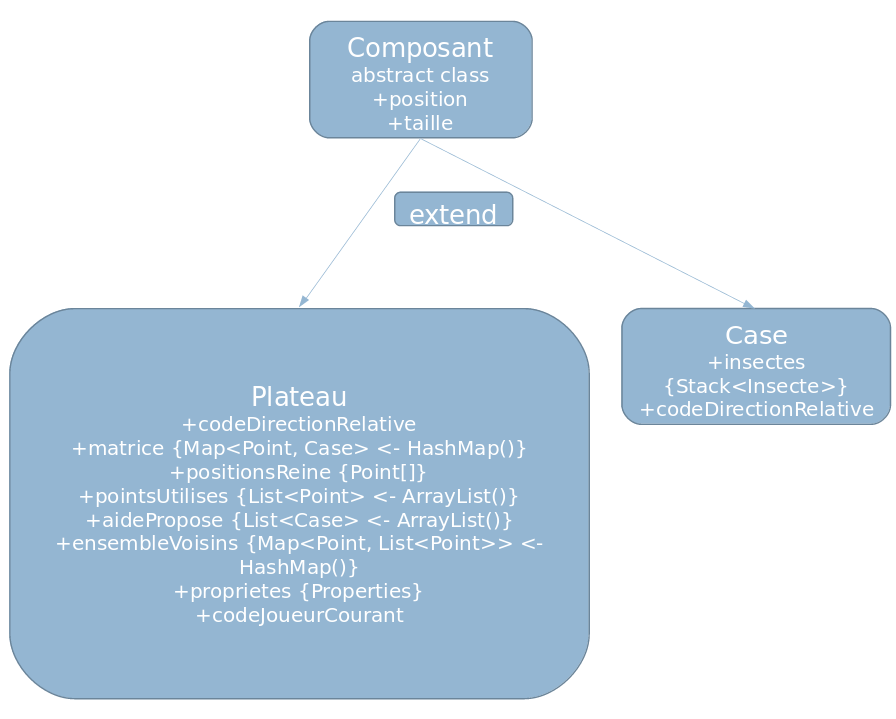 Composant
abstract class
+position
+taille
extend
Plateau
+codeDirectionRelative
+matrice {Map<Point, Case> <- HashMap()}
+positionsReine {Point[]}
+pointsUtilises {List<Point> <- ArrayList()}
+aidePropose {List<Case> <- ArrayList()}
+ensembleVoisins {Map<Point, List<Point>> <-
HashMap()}
+proprietes {Properties}
+codeJoueurCourant
Case
+insectes
{Stack<Insecte>}
+codeDirectionRelative